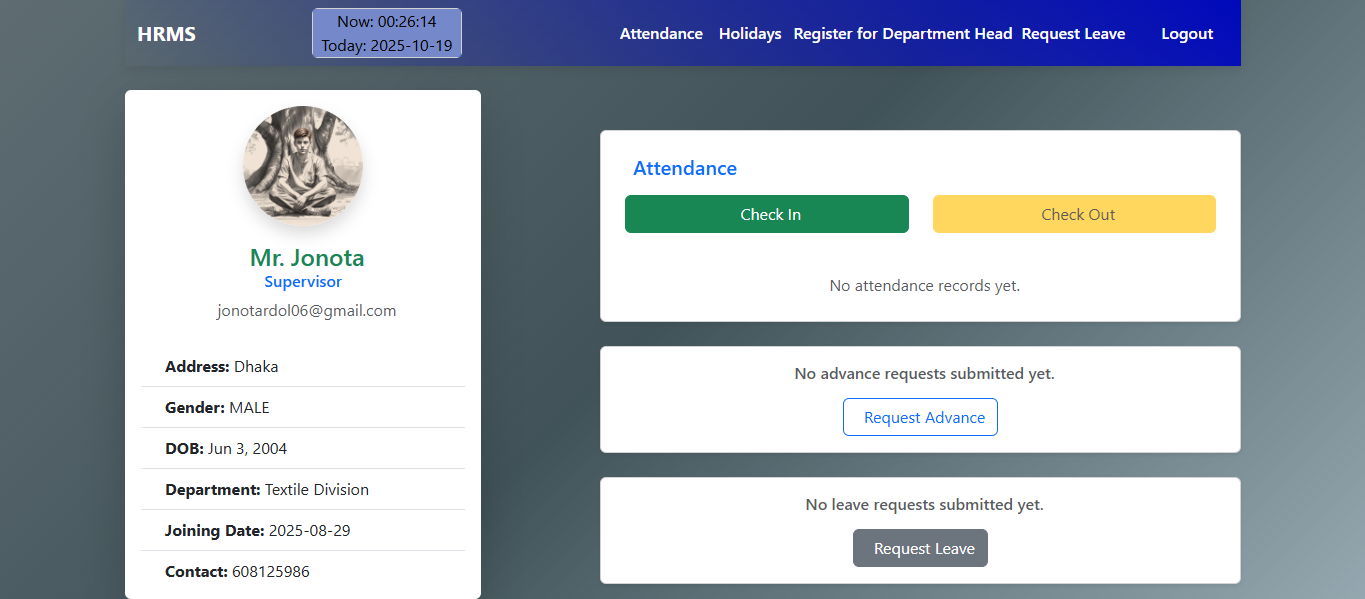 HRMS
Now: 00:26:14
Today: 2025-10-19
Attendance Holidays Register for Department Head Request Leave Logout
Mr. Jonota
Supervisor
jonotardol06@gmail.com
Address: Dhaka
Gender: MALE
DOB: Jun 3, 2004
Department: Textile Division
Joining Date: 2025-08-29
Contact: 608125986
Attendance
Check In Check Out
No attendance records yet.
No advance requests submitted yet.
Request Advance
No leave requests submitted yet.
Request Leave